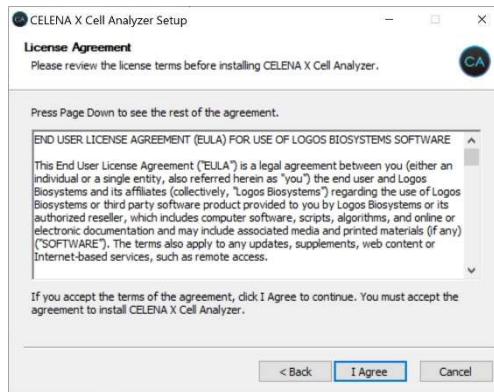 CELENA X Cell Analyzer Setup
License Agreement
Please review the license terms before installing CELENA X Cell Analyzer.
CA
Press Page Down to see the rest of the agreement.
END USER LICENSE AGREEMENT (EULA) FOR USE OF LOGOS BIOSYSTEMS SOFTWARE
This End User License Agreement ("EULA") is a legal agreement between you (either an
individual or a single entity, also referred herein as "you") the end user and Logos
Biosystems and its affiliates (collectively, "Logos Biosystems") regarding the use of Logos
Biosystems or third party software product provided to you by Logos Biosystems or its
authorized reseller, which includes computer software, scripts, algorithms, and online or
electronic documentation and may include associated media and printed materials (if any)
("SOFTWARE"). The terms also apply to any updates, supplements, web content or
Internet-based services, such as remote access.
If you accept the terms of the agreement, click I Agree to continue. You must accept the
agreement to install CELENA X Cell Analyzer.
< Back I Agree Cancel